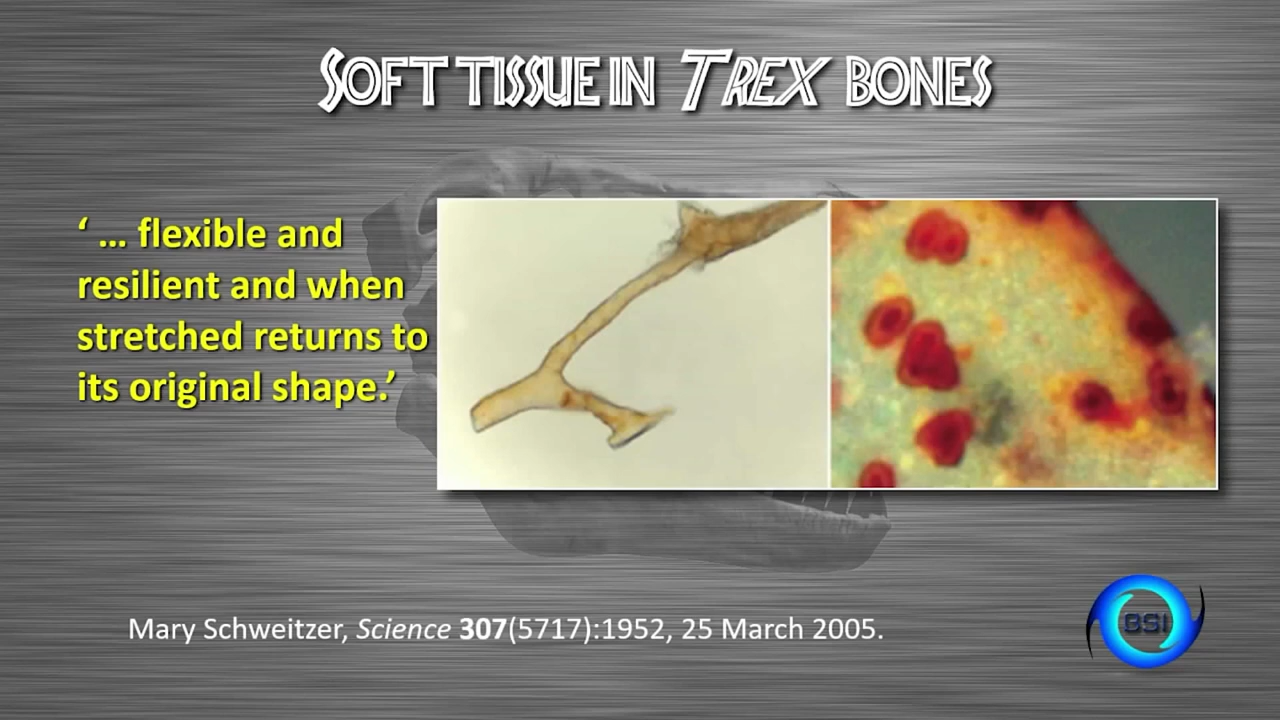 SOFT TISSUE IN T REX BONES
‘ ... flexible and
resilient and when
stretched returns to
its original shape.’
Mary Schweitzer, Science 307(5717):1952, 25 March 2005.
BSI